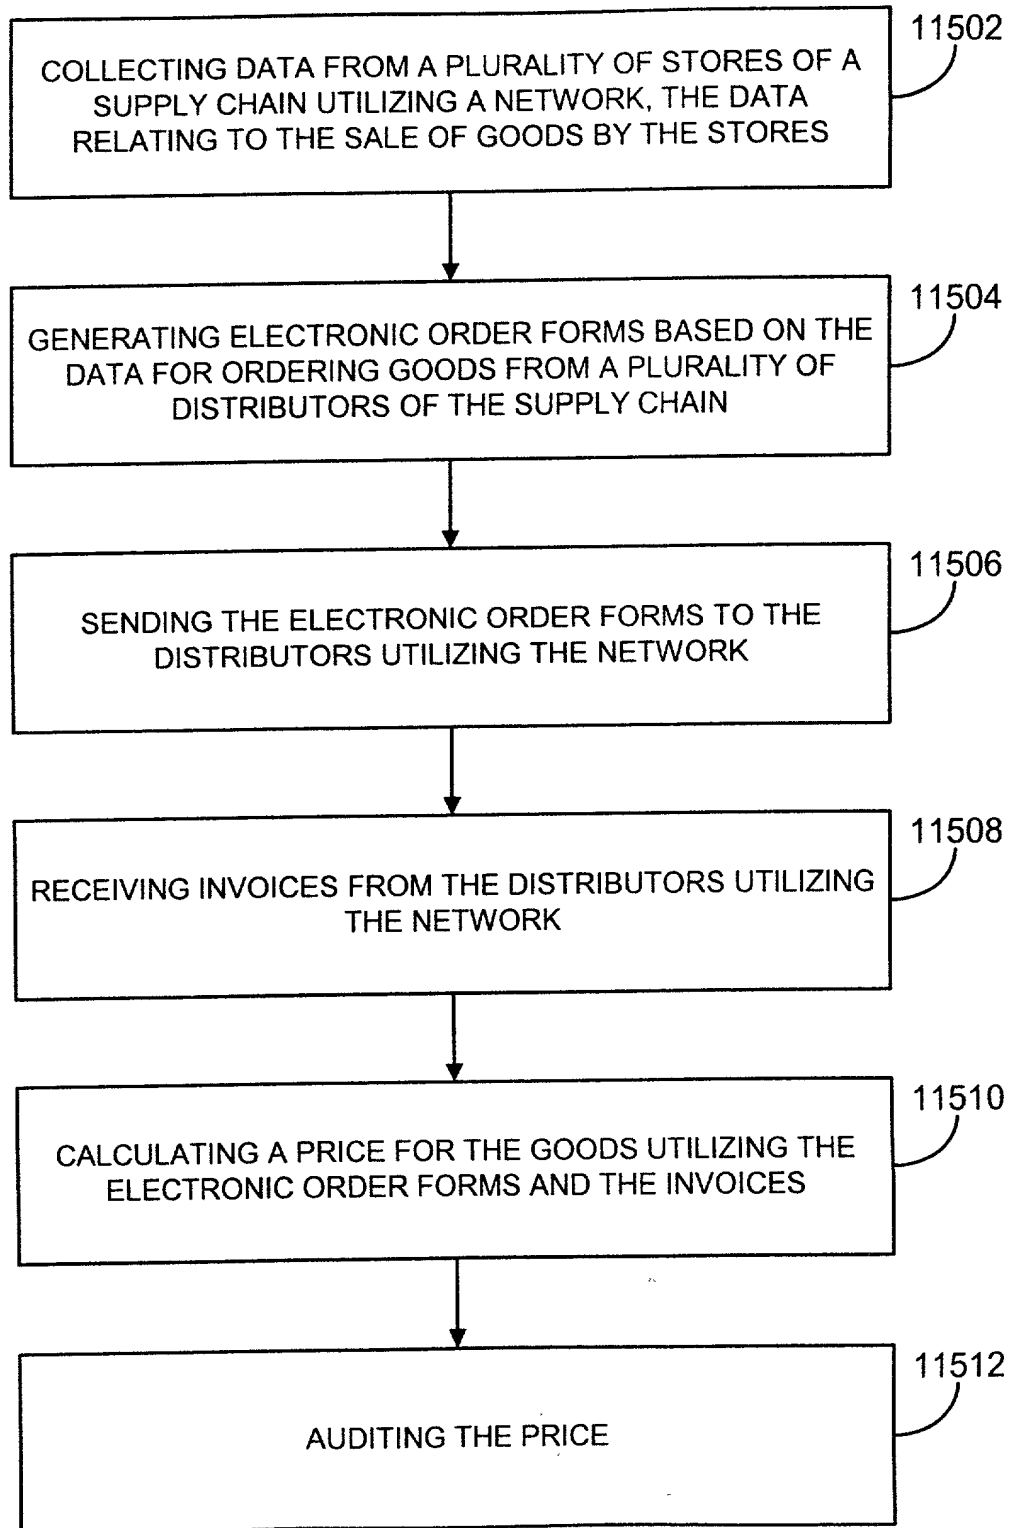 11502
COLLECTING DATA FROM A PLURALITY OF STORES OF A
SUPPLY CHAIN UTILIZING A NETWORK, THE DATA
RELATING TO THE SALE OF GOODS BY THE STORES
11504
GENERATING ELECTRONIC ORDER FORMS BASED ON THE
DATA FOR ORDERING GOODS FROM A PLURALITY OF
DISTRIBUTORS OF THE SUPPLY CHAIN
11506
SENDING THE ELECTRONIC ORDER FORMS TO THE
DISTRIBUTORS UTILIZING THE NETWORK
11508
RECEIVING INVOICES FROM THE DISTRIBUTORS UTILIZING
THE NETWORK
11510
CALCULATING A PRICE FOR THE GOODS UTILIZING THE
ELECTRONIC ORDER FORMS AND THE INVOICES
11512
AUDITING THE PRICE